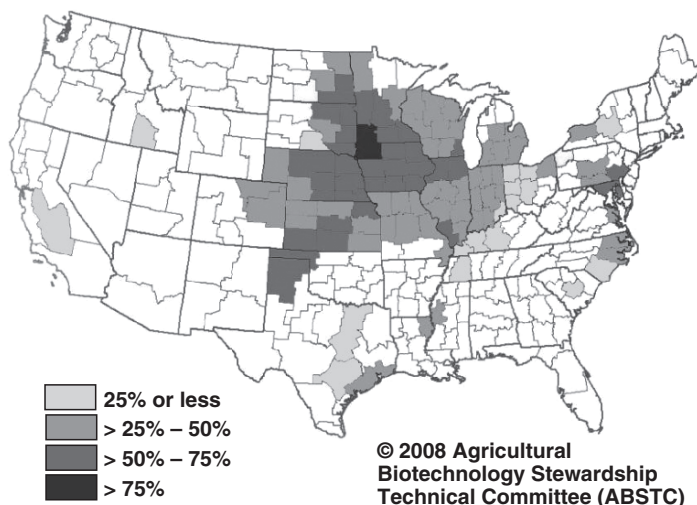 25% or less
> 25% – 50%
> 50% – 75%
> 75%
© 2008 Agricultural
Biotechnology Stewardship
Technical Committee (ABSTC)